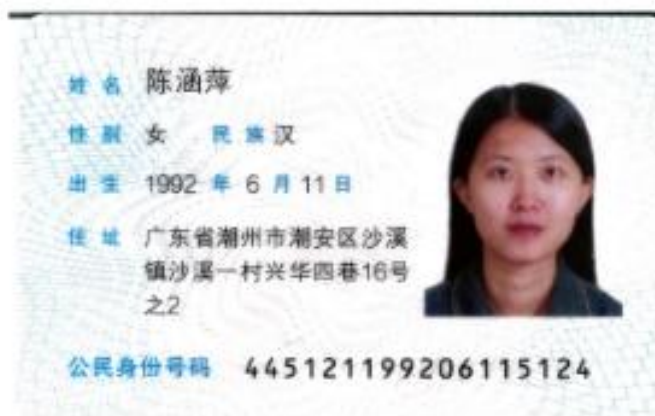 姓名 陈涵萍
性别 女 民族 汉
出生 1992 年 6 月 11 日
住址 广东省潮州市潮安区沙溪
镇沙溪一村兴华四巷16号
之2
公民身份号码 445121199206115124